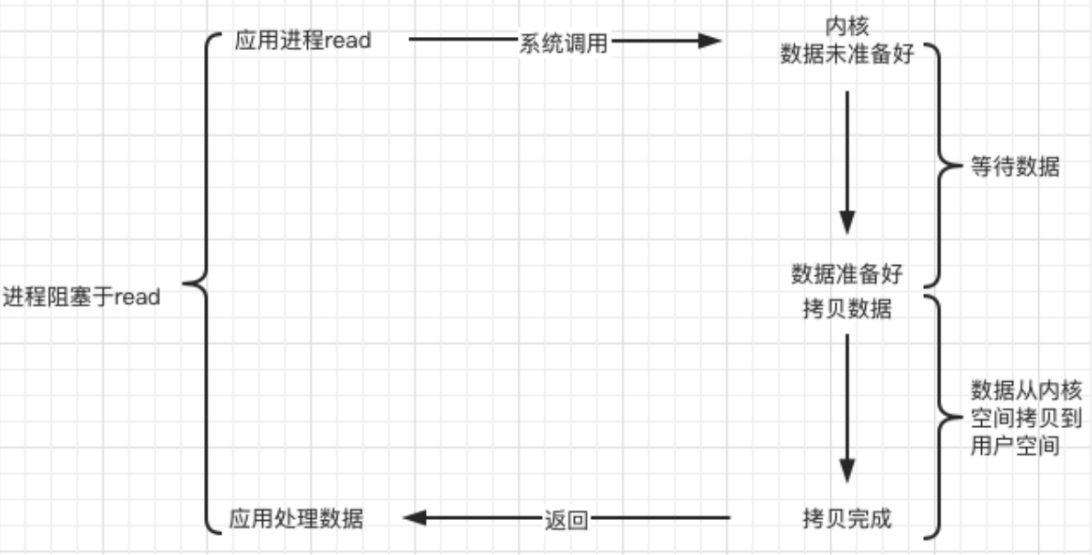 应用进程read
系统调用
内核
数据未准备好
等待数据
进程阻塞于read
数据准备好
拷贝数据
数据从内核
空间拷贝到
用户空间
应用处理数据
返回
拷贝完成